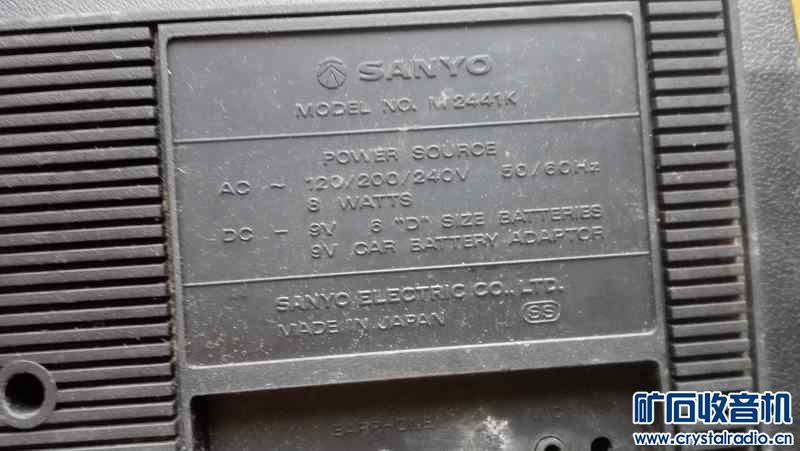 SANYO
MODEL NO. M 2441K
POWER SOURCE
AC ~ 120/200/240V 50/60Hz
8 WATTS
DC ⎓ 9V 6 "D" SIZE BATTERIES
9V CAR BATTERY ADAPTOR
SANYO ELECTRIC CO., LTD.
MADE IN JAPAN SS
EARPHONE
矿石收音机
www.crystalradio.cn